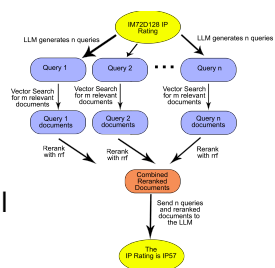 IM72D128 IP
Rating
LLM generates n queries
LLM generates n queries
Query 1
Query 2
Query n
Vector Search
for m relevant
documents
Vector Search
for m relevant
documents
Vector Search
for m relevant
documents
Query 1
documents
Query 2
documents
Query n
documents
Rerank
with rrf
Rerank
with rrf
Rerank
with rrf
Combined
Reranked
Documents
Send n queries
and reranked
documents to
the LLM
The
IP Rating is IP57